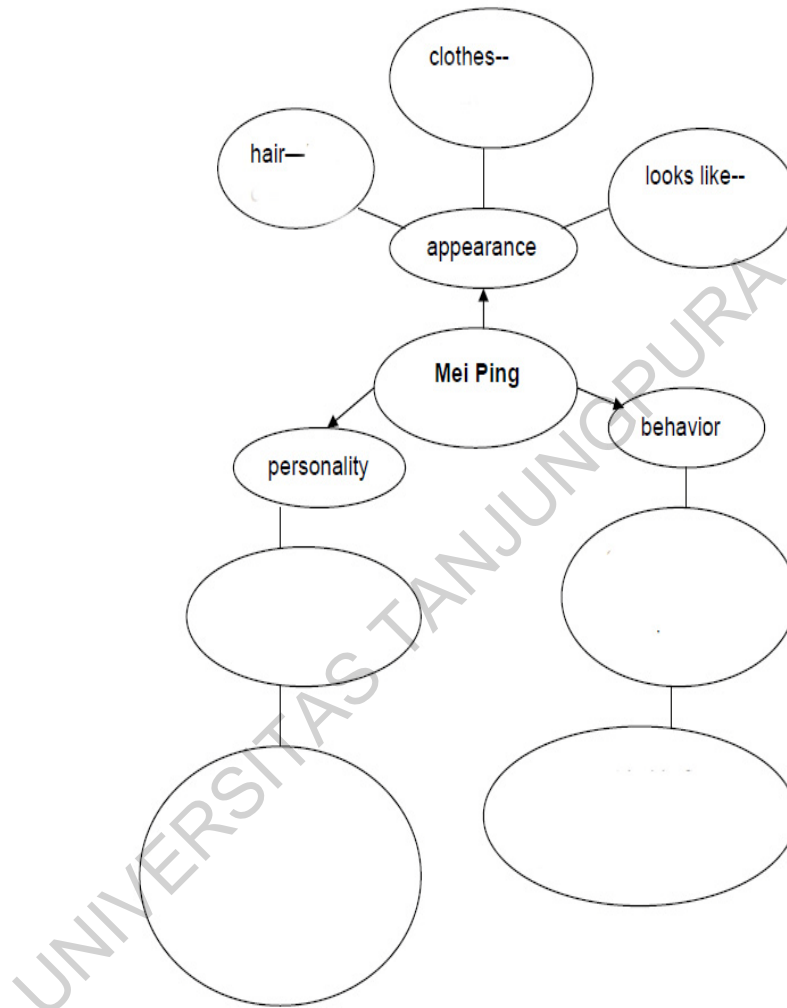 clothes--
hair—
looks like--
appearance
Mei Ping
behavior
personality
UNIVERSITAS TANJUNGPURA